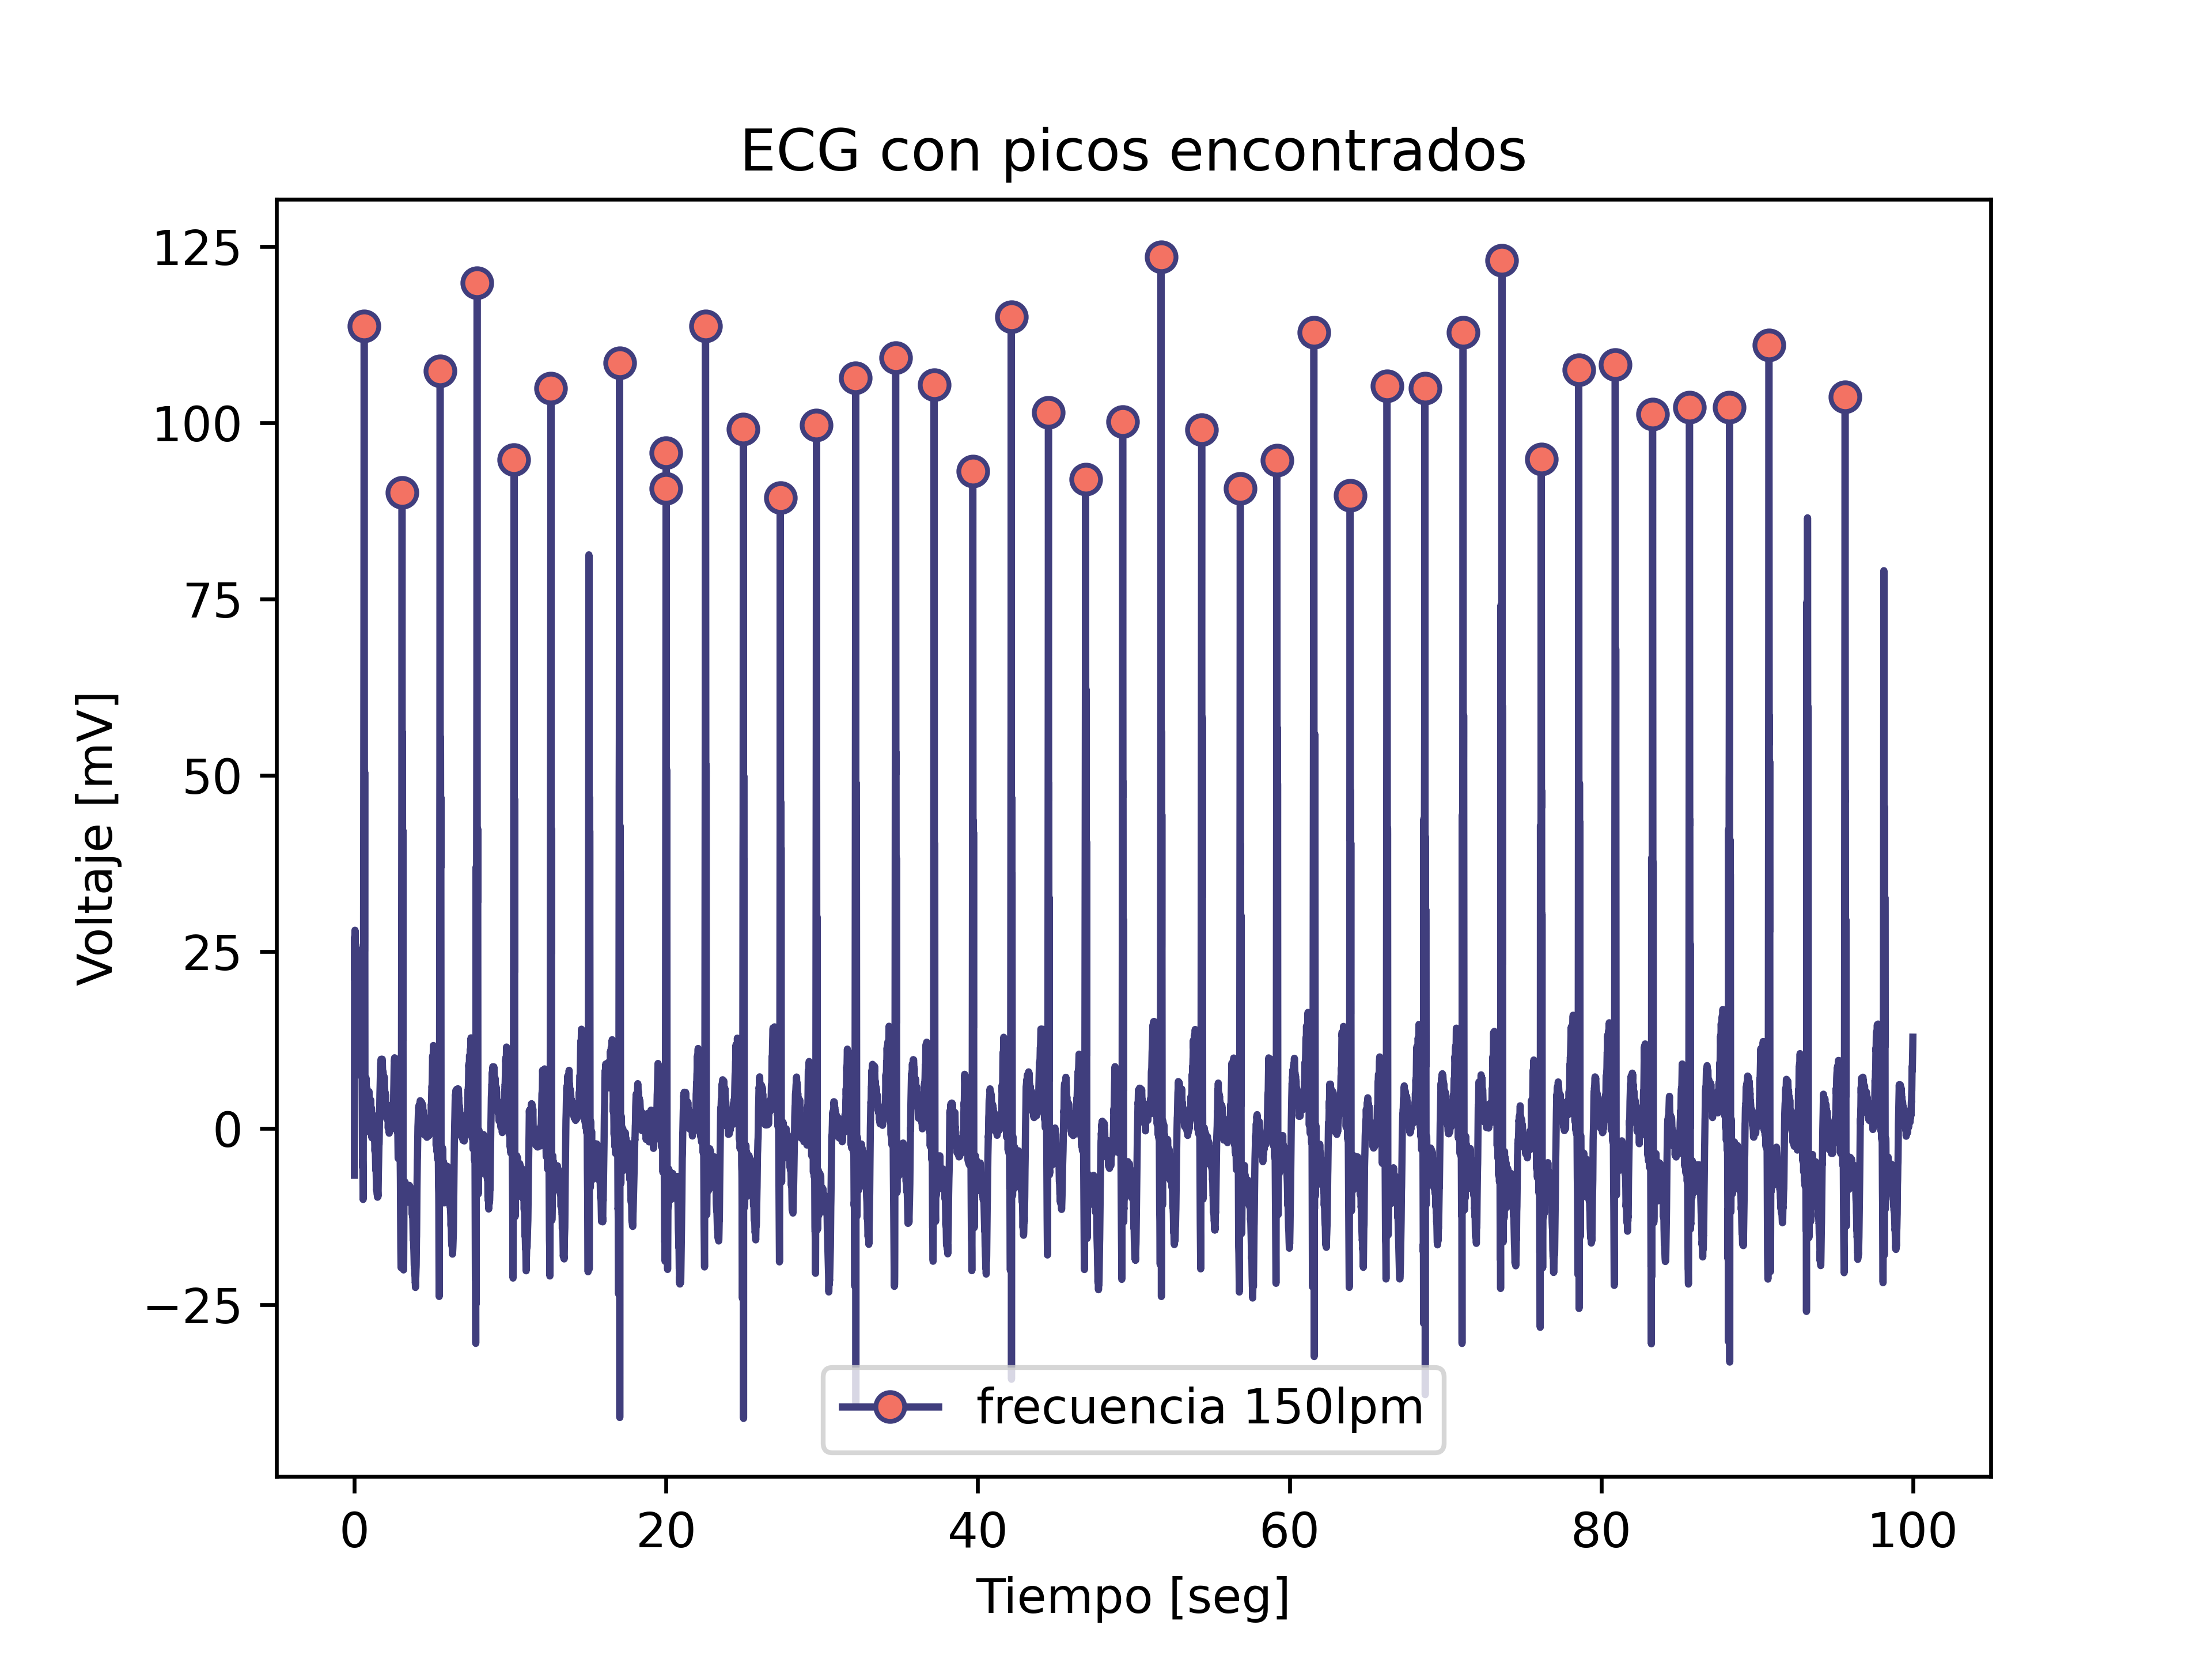 ECG con picos encontrados
Voltaje [mV]
125
100
75
50
25
0
−25
frecuencia 150lpm
0 20 40 60 80 100
Tiempo [seg]